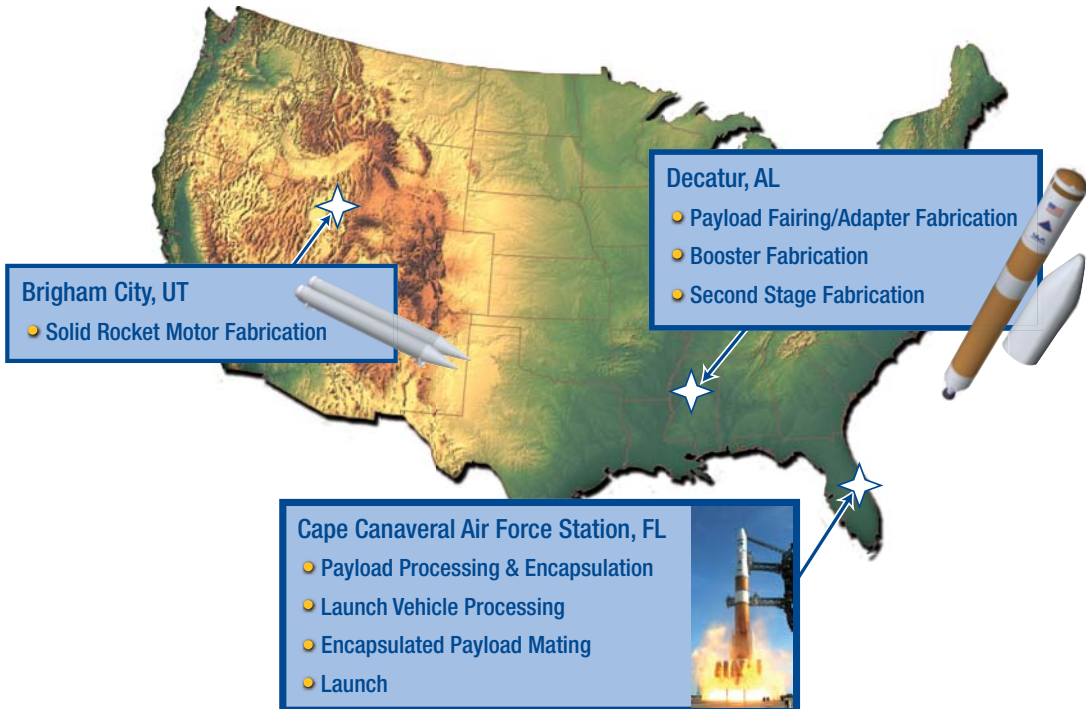 Decatur, AL
Payload Fairing/Adapter Fabrication
Booster Fabrication
Second Stage Fabrication
Brigham City, UT
Solid Rocket Motor Fabrication
Cape Canaveral Air Force Station, FL
Payload Processing & Encapsulation
Launch Vehicle Processing
Encapsulated Payload Mating
Launch